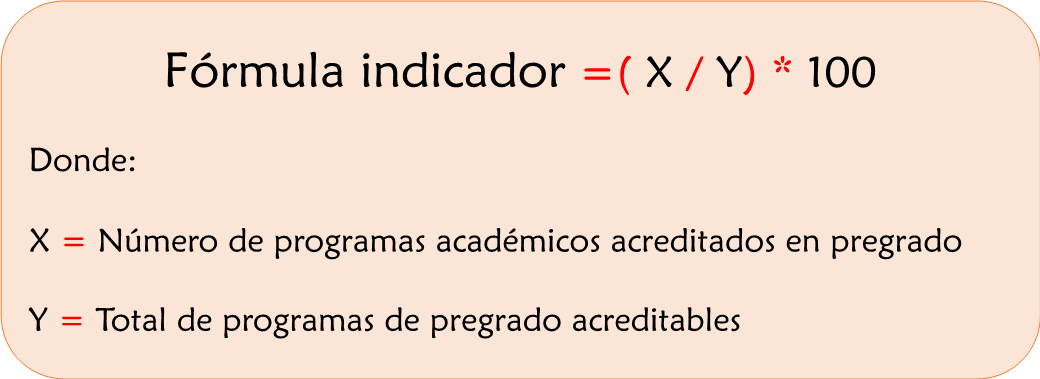 Fórmula indicador =( X / Y) * 100
Donde:
X = Número de programas académicos acreditados en pregrado
Y = Total de programas de pregrado acreditables